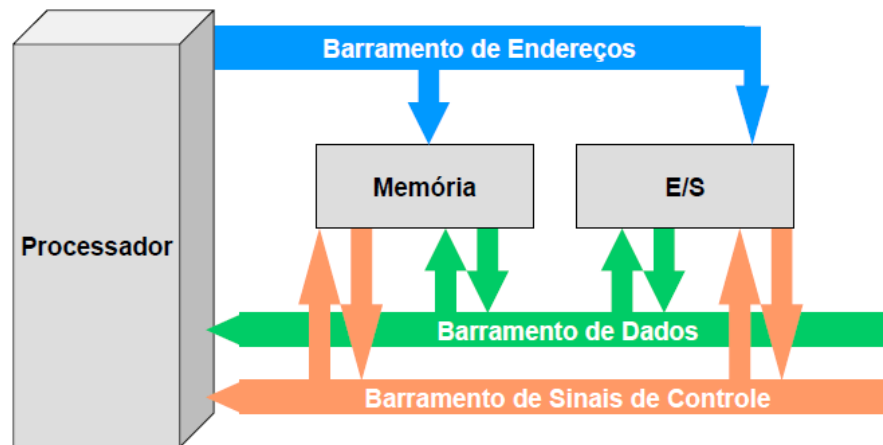 Barramento de Endereços
Memória
E/S
Processador
Barramento de Dados
Barramento de Sinais de Controle